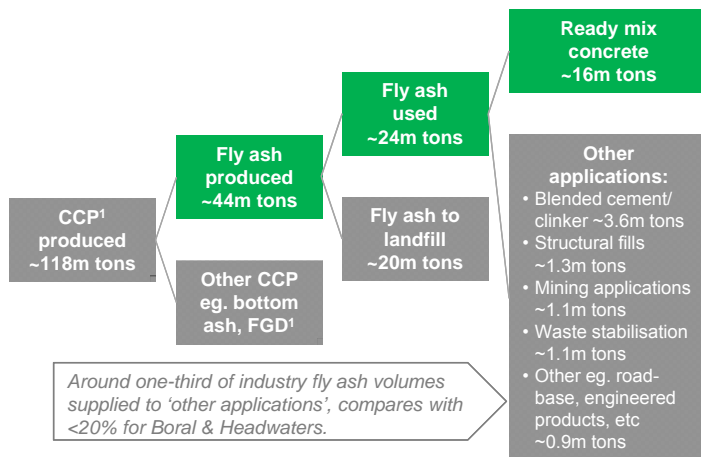 CCP¹
produced
~118m tons
Fly ash
produced
~44m tons
Other CCP
eg. bottom
ash, FGD¹
Fly ash
used
~24m tons
Fly ash to
landfill
~20m tons
Ready mix
concrete
~16m tons
Other
applications:
• Blended cement/
clinker ~3.6m tons
• Structural fills
~1.3m tons
• Mining applications
~1.1m tons
• Waste stabilisation
~1.1m tons
• Other eg. road-
base, engineered
products, etc
~0.9m tons
Around one-third of industry fly ash volumes
supplied to ‘other applications’, compares with
<20% for Boral & Headwaters.